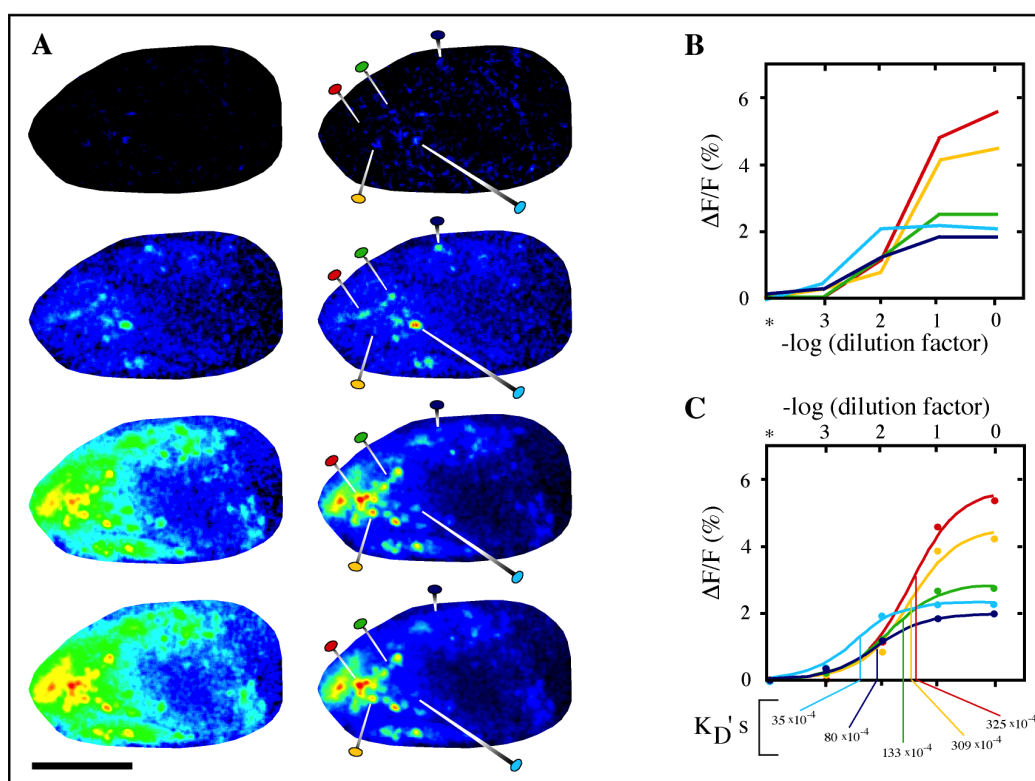 A
B
6
4
2
0
ΔF/F (%)
* 3 2 1 0
-log (dilution factor)
C
-log (dilution factor)
* 3 2 1 0
6
4
2
0
ΔF/F (%)
K_D's
35 x10⁻⁴
80 x10⁻⁴
133 x10⁻⁴
309 x10⁻⁴
325 x10⁻⁴